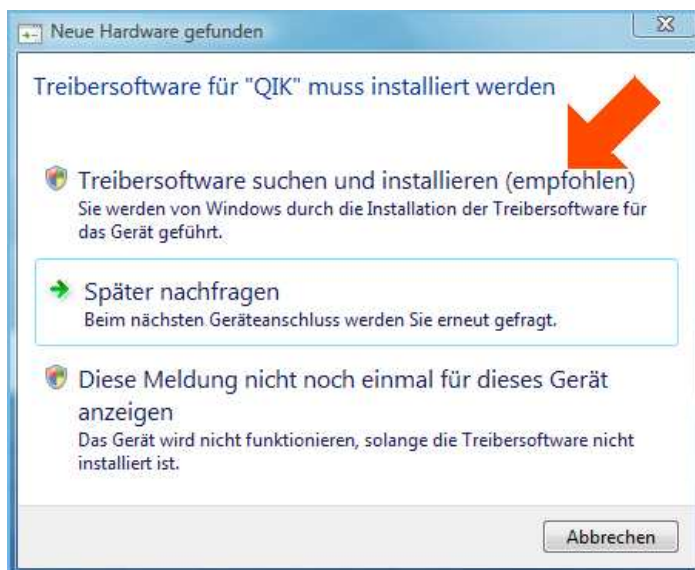 Neue Hardware gefunden
Treibersoftware für "QIK" muss installiert werden
Treibersoftware suchen und installieren (empfohlen)
Sie werden von Windows durch die Installation der Treibersoftware für
das Gerät geführt.
Später nachfragen
Beim nächsten Geräteanschluss werden Sie erneut gefragt.
Diese Meldung nicht noch einmal für dieses Gerät
anzeigen
Das Gerät wird nicht funktionieren, solange die Treibersoftware nicht
installiert ist.
Abbrechen